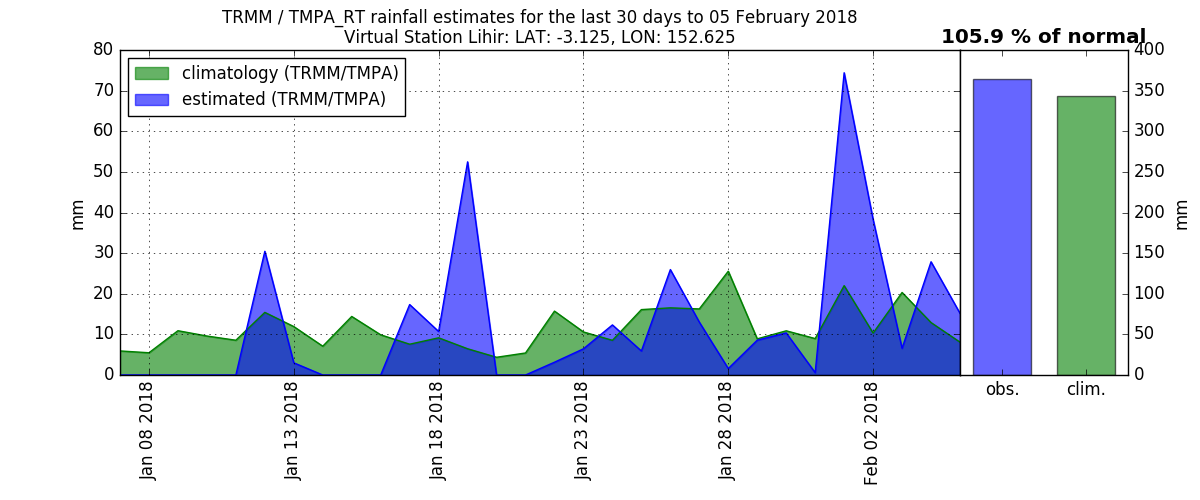 TRMM / TMPA_RT rainfall estimates for the last 30 days to 05 February 2018
Virtual Station Lihir: LAT: -3.125, LON: 152.625
105.9 % of normal
climatology (TRMM/TMPA)
estimated (TRMM/TMPA)
80
70
60
50
40
30
20
10
0
mm
Jan 08 2018
Jan 13 2018
Jan 18 2018
Jan 23 2018
Jan 28 2018
Feb 02 2018
obs.
clim.
400
350
300
250
200
150
100
50
0
mm